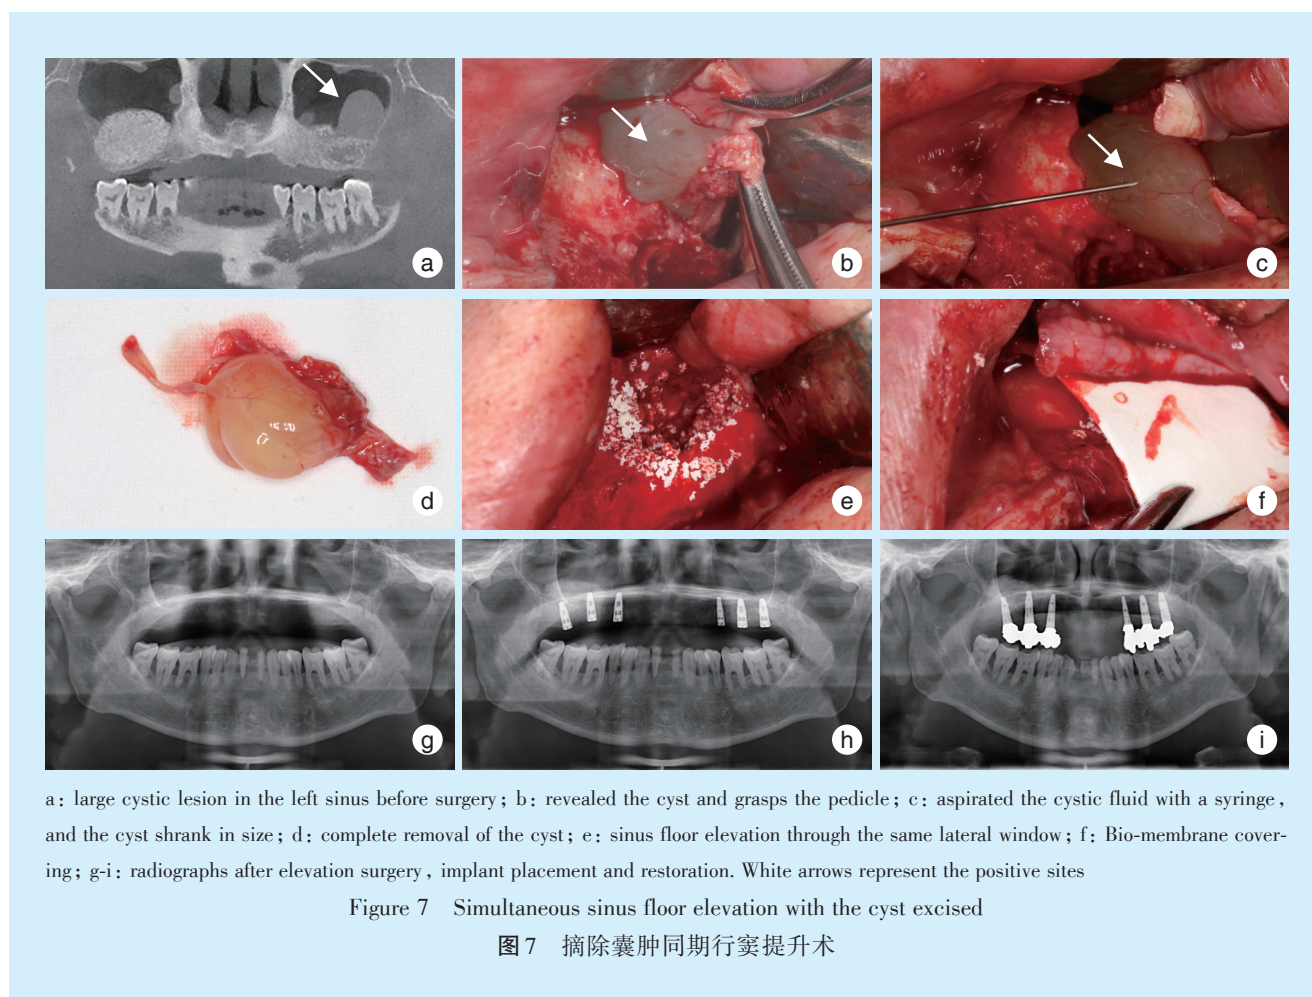 a
b
c
d
e
f
g
h
i
a: large cystic lesion in the left sinus before surgery; b: revealed the cyst and grasps the pedicle; c: aspirated the cystic fluid with a syringe,
and the cyst shrank in size; d: complete removal of the cyst; e: sinus floor elevation through the same lateral window; f: Bio-membrane cover-
ing; g-i: radiographs after elevation surgery, implant placement and restoration. White arrows represent the positive sites
Figure 7 Simultaneous sinus floor elevation with the cyst excised
图7 摘除囊肿同期行窦提升术